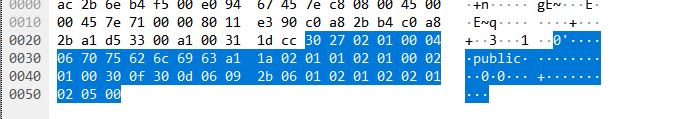 0000 ac 2b 6e b4 f5 00 e0 94 67 45 7e c8 08 00 45 00 ·+n····· gE~···E·
0010 00 45 7e 71 00 00 80 11 e3 90 c0 a8 2b b4 c0 a8 ·E~q···· ····+···
0020 2b a1 d5 33 00 a1 00 31 1d cc 30 27 02 01 00 04 +··3···1 ··0'····
0030 06 70 75 62 6c 69 63 a1 1a 02 01 01 02 01 00 02 ·public· ········
0040 01 00 30 0f 30 0d 06 09 2b 06 01 02 01 02 02 01 ··0·0··· +·······
0050 02 05 00 ···